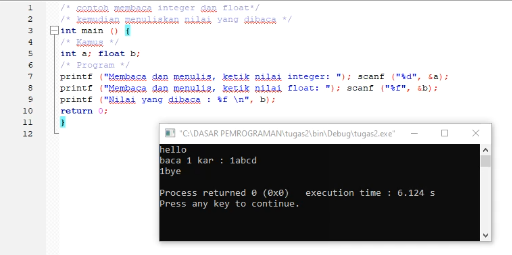 1 /* contoh membaca integer dan float*/
2 /* kemudian menuliskan nilai yang dibaca */
3 int main () {
4 /* Kamus */
5 int a; float b;
6 /* Program */
7 printf ("Membaca dan menulis, ketik nilai integer: "); scanf ("%d", &a);
8 printf ("Membaca dan menulis, ketik nilai float: "); scanf ("%f", &b);
9 printf ("Nilai yang dibaca : %f \n", b);
10 return 0;
11 }
12
"C:\DASAR PEMROGRAMAN\tugas2\bin\Debug\tugas2.exe"
hello
baca 1 kar : 1abcd
1bye
Process returned 0 (0x0) execution time : 6.124 s
Press any key to continue.